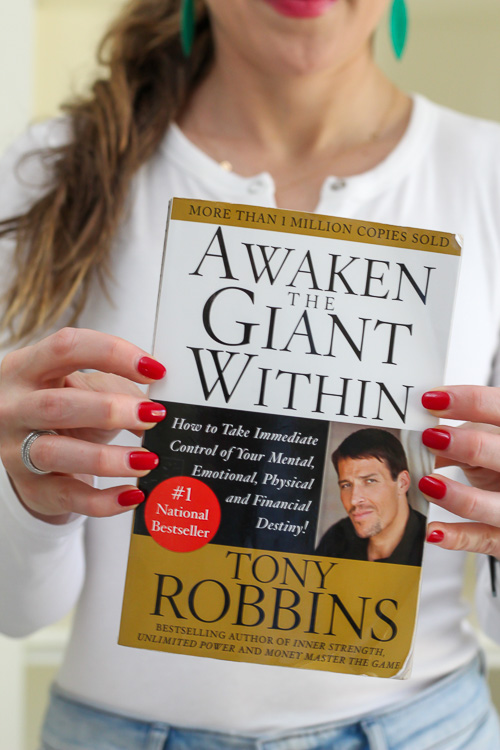 MORE THAN 1 MILLION COPIES SOLD
AWAKEN
THE
GIANT
WITHIN
How to Take Immediate
Control of Your Mental,
Emotional, Physical
and Financial
Destiny!
#1
National
Bestseller
TONY
ROBBINS
BESTSELLING AUTHOR OF INNER STRENGTH,
UNLIMITED POWER AND MONEY MASTER THE GAME